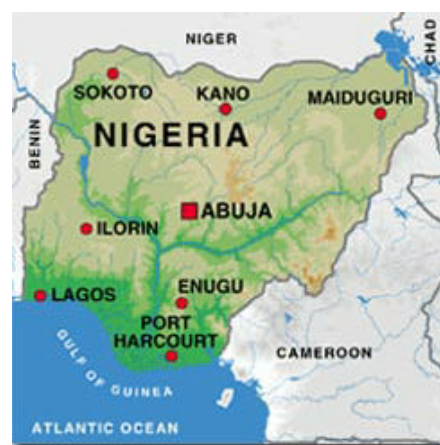 NIGER
CHAD
SOKOTO
KANO
MAIDUGURI
BENIN
NIGERIA
ABUJA
ILORIN
LAGOS
ENUGU
PORT
HARCOURT
GULF OF GUINEA
CAMEROON
ATLANTIC OCEAN